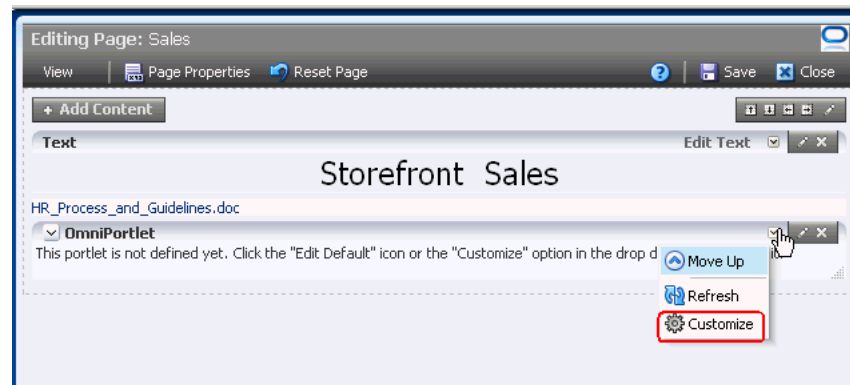 Editing Page: Sales
View Page Properties Reset Page Save Close
+ Add Content
Text Edit Text
Storefront Sales
HR_Process_and_Guidelines.doc
OmniPortlet
This portlet is not defined yet. Click the "Edit Default" icon or the "Customize" option in the drop d
Move Up
Refresh
Customize